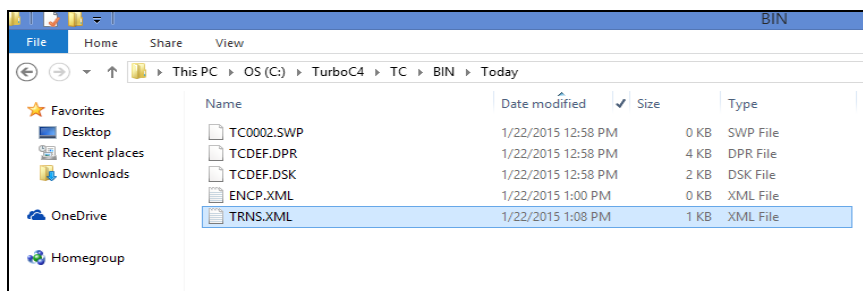 BIN
File Home Share View
This PC OS (C:) TurboC4 TC BIN Today
Name Date modified Size Type
Favorites
Desktop
Recent places
Downloads
OneDrive
Homegroup
TC0002.SWP 1/22/2015 12:58 PM 0 KB SWP File
TCDEF.DPR 1/22/2015 12:58 PM 4 KB DPR File
TCDEF.DSK 1/22/2015 12:58 PM 2 KB DSK File
ENCP.XML 1/22/2015 1:00 PM 0 KB XML File
TRNS.XML 1/22/2015 1:08 PM 1 KB XML File